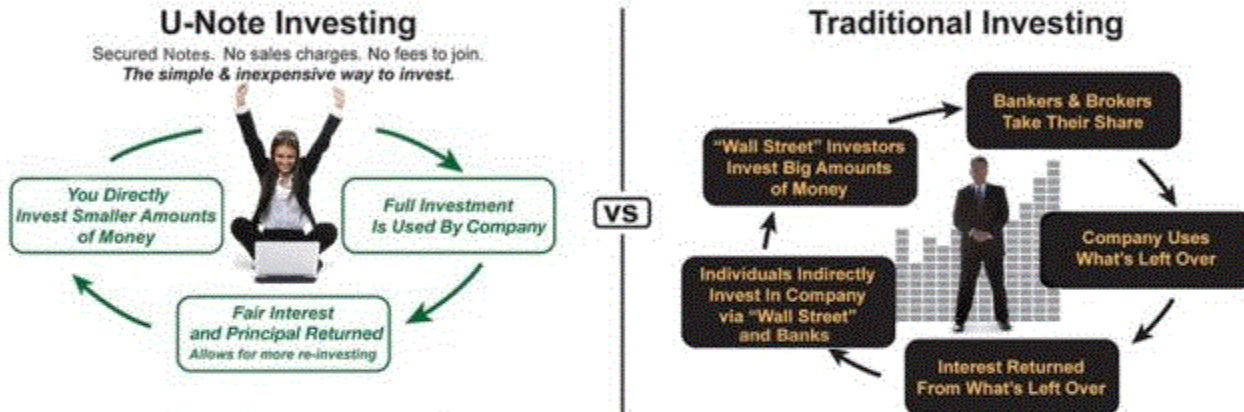 U-Note Investing
Secured Notes. No sales charges. No fees to join.
The simple & inexpensive way to invest.
You Directly
Invest Smaller Amounts
of Money
Full Investment
Is Used By Company
Fair Interest
and Principal Returned
Allows for more re-investing
VS
Traditional Investing
Bankers & Brokers
Take Their Share
“Wall Street” Investors
Invest Big Amounts
of Money
Company Uses
What's Left Over
Individuals Indirectly
Invest In Company
via “Wall Street”
and Banks
Interest Returned
From What's Left Over